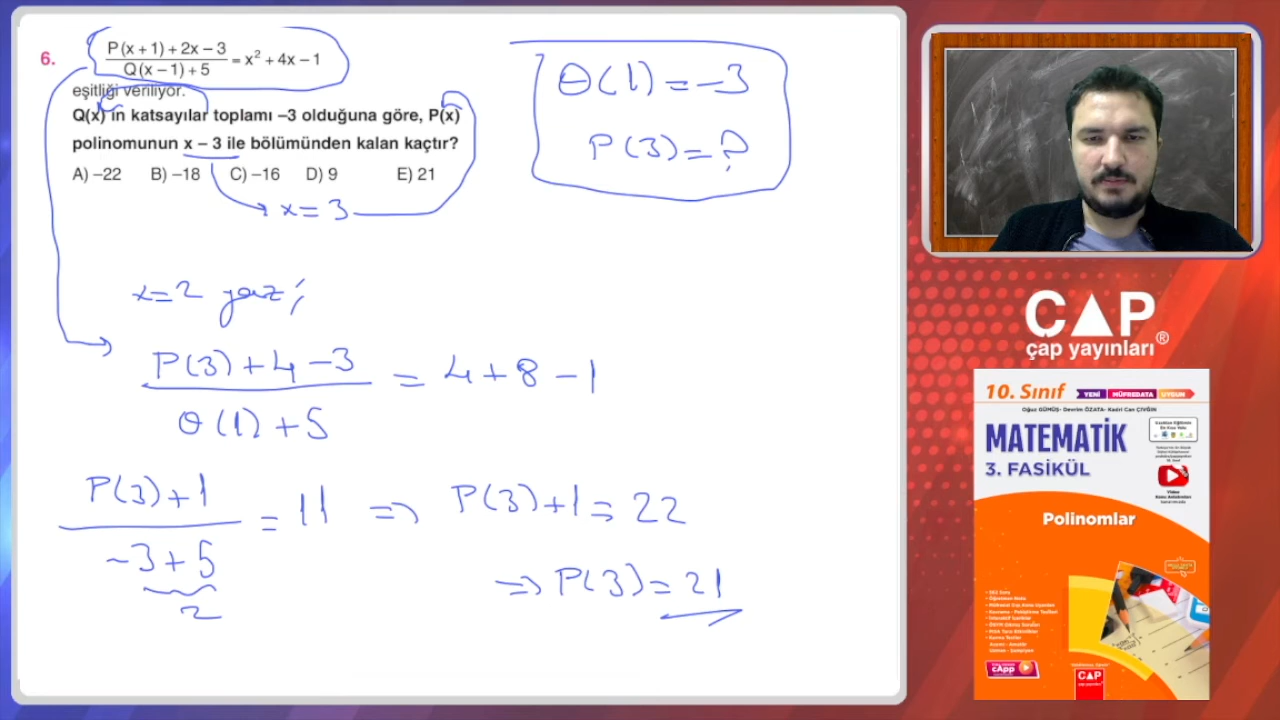 6.
P(x + 1) + 2x – 3
Q(x – 1) + 5
= x² + 4x – 1
eşitliği veriliyor.
Q(x) in katsayılar toplamı –3 olduğuna göre, P(x)
polinomunun x – 3 ile bölümünden kalan kaçtır?
A) –22 B) –18 C) –16 D) 9 E) 21
x = 3
Q(1) = –3
P(3) = ?
x = 2 yaz;
P(3) + 4 – 3
Q(1) + 5
= 4 + 8 – 1
P(3) + 1
–3 + 5
2
= 11 => P(3) + 1 = 22
=> P(3) = 21
ÇAP
çap yayınları®
10. Sınıf
YENİ MÜFREDATA UYGUN
Oğuz GÜMÜŞ- Devrim ÖZATA- Kadri Can ÇIVĞIN
MATEMATİK
3. FASİKÜL
Polinomlar
ÇAP